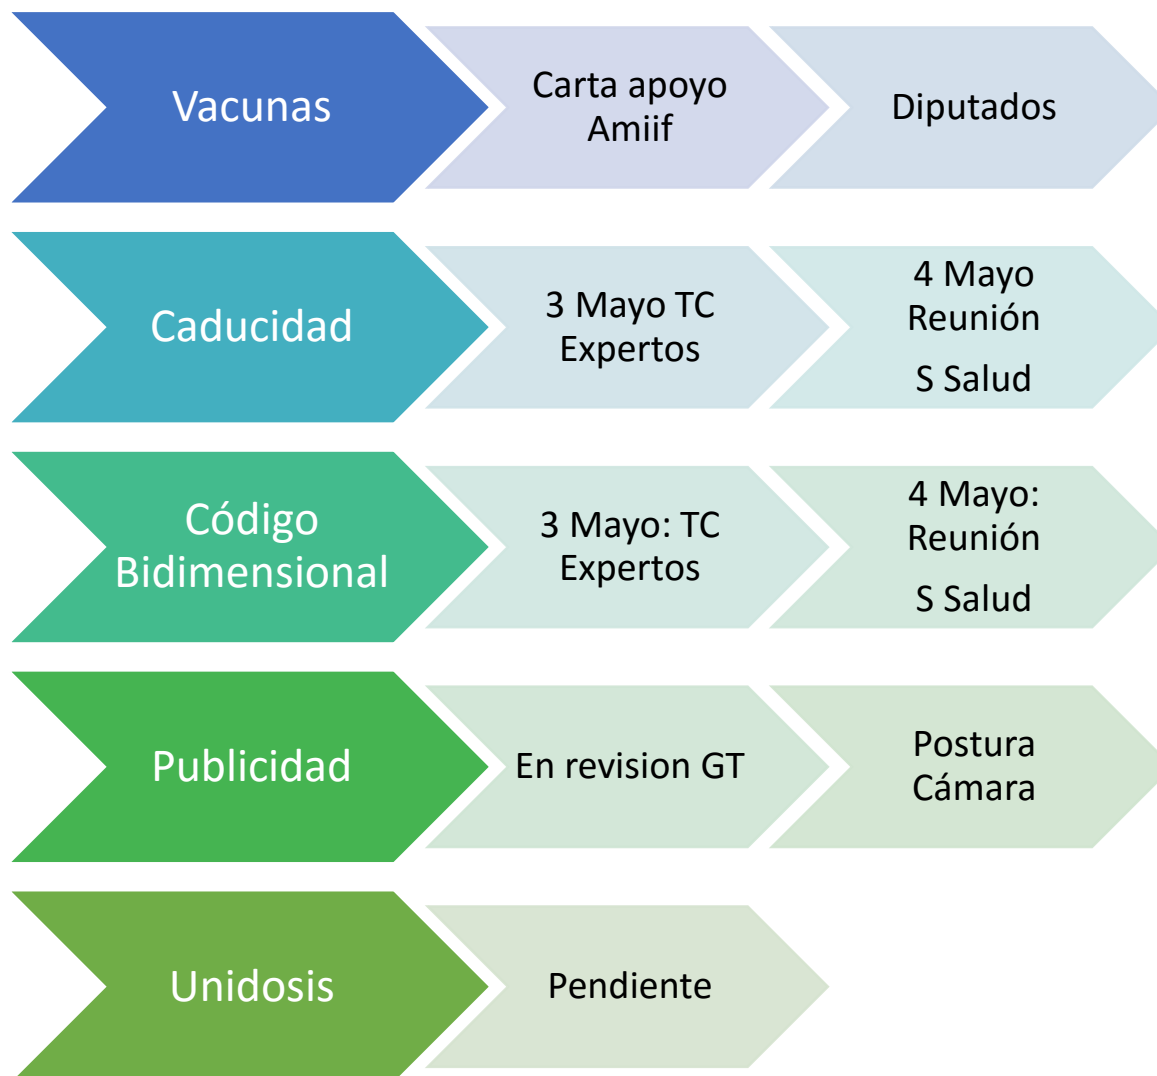 Vacunas
Carta apoyo
Amiif
Diputados
Caducidad
3 Mayo TC
Expertos
4 Mayo
Reunión
S Salud
Código
Bidimensional
3 Mayo: TC
Expertos
4 Mayo:
Reunión
S Salud
Publicidad
En revision GT
Postura
Cámara
Unidosis
Pendiente